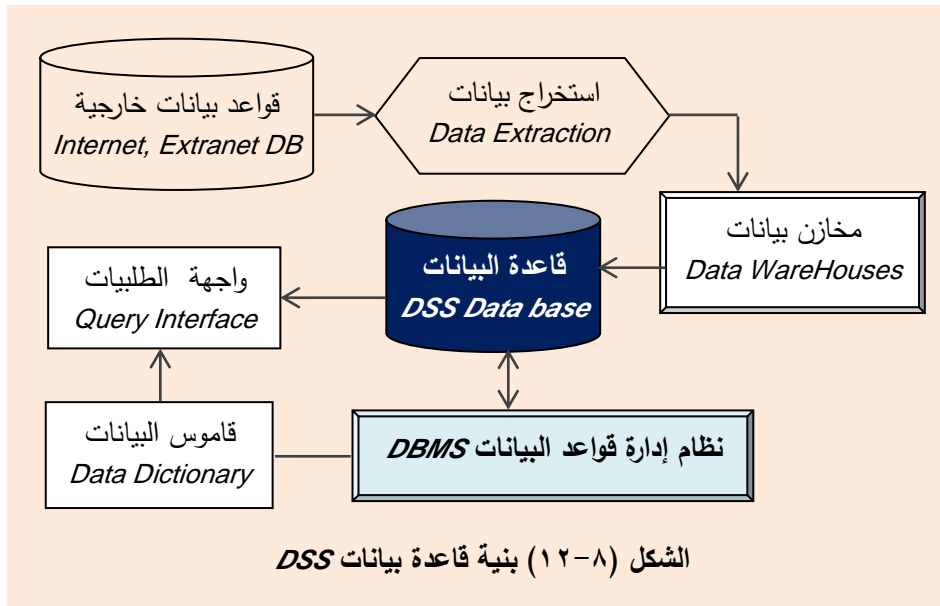 قواعد بيانات خارجية
Internet, Extranet DB
استخراج بيانات
Data Extraction
مخازن بيانات
Data WareHouses
قاعدة البيانات
DSS Data base
واجهة الطلبيات
Query Interface
قاموس البيانات
Data Dictionary
نظام إدارة قواعد البيانات DBMS
الشكل (٨-١٢) بنية قاعدة بيانات DSS